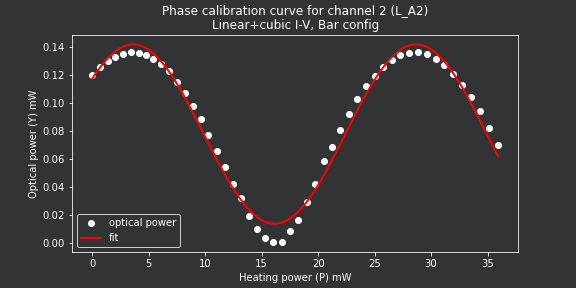 Phase calibration curve for channel 2 (L_A2)
Linear+cubic I-V, Bar config
Optical power (Y) mW
0.14
0.12
0.10
0.08
0.06
0.04
0.02
0.00
optical power
fit
0
5
10
15
20
25
30
35
Heating power (P) mW